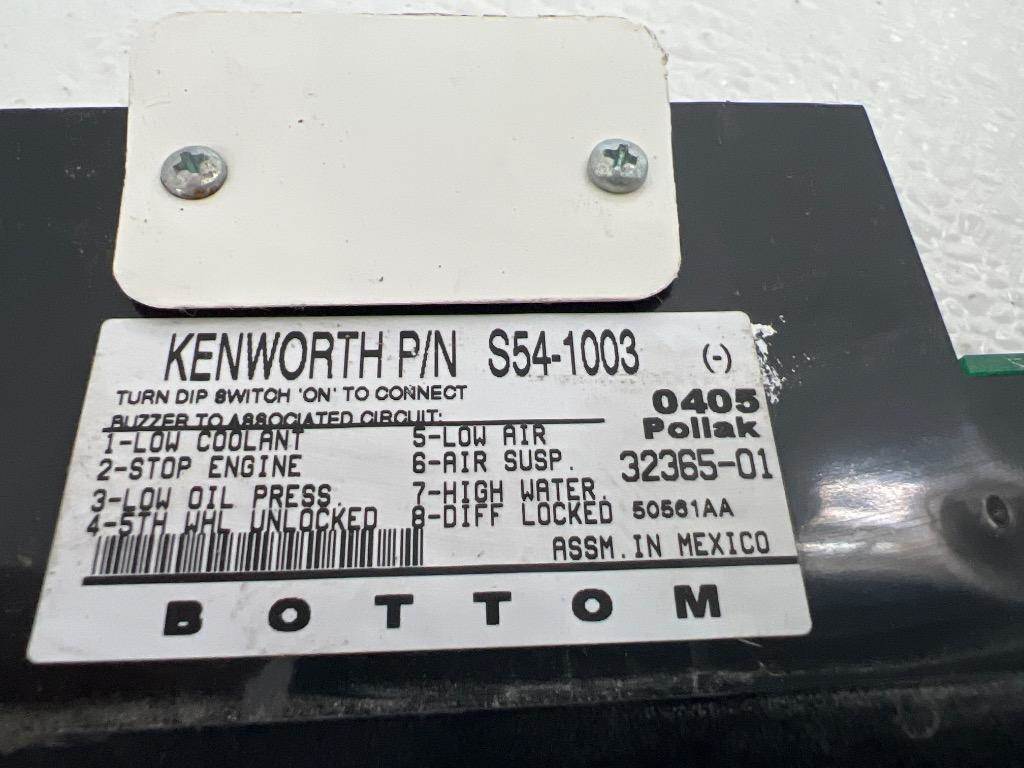 KENWORTH P/N S54-1003 (-)
TURN DIP SWITCH 'ON' TO CONNECT
BUZZER TO ASSOCIATED CIRCUIT:
0405
Pollak
1-LOW COOLANT 5-LOW AIR
2-STOP ENGINE 6-AIR SUSP. 32365-01
3-LOW OIL PRESS. 7-HIGH WATER.
4-5TH WHL UNLOCKED 8-DIFF LOCKED 50561AA
ASSM. IN MEXICO
BOTTOM